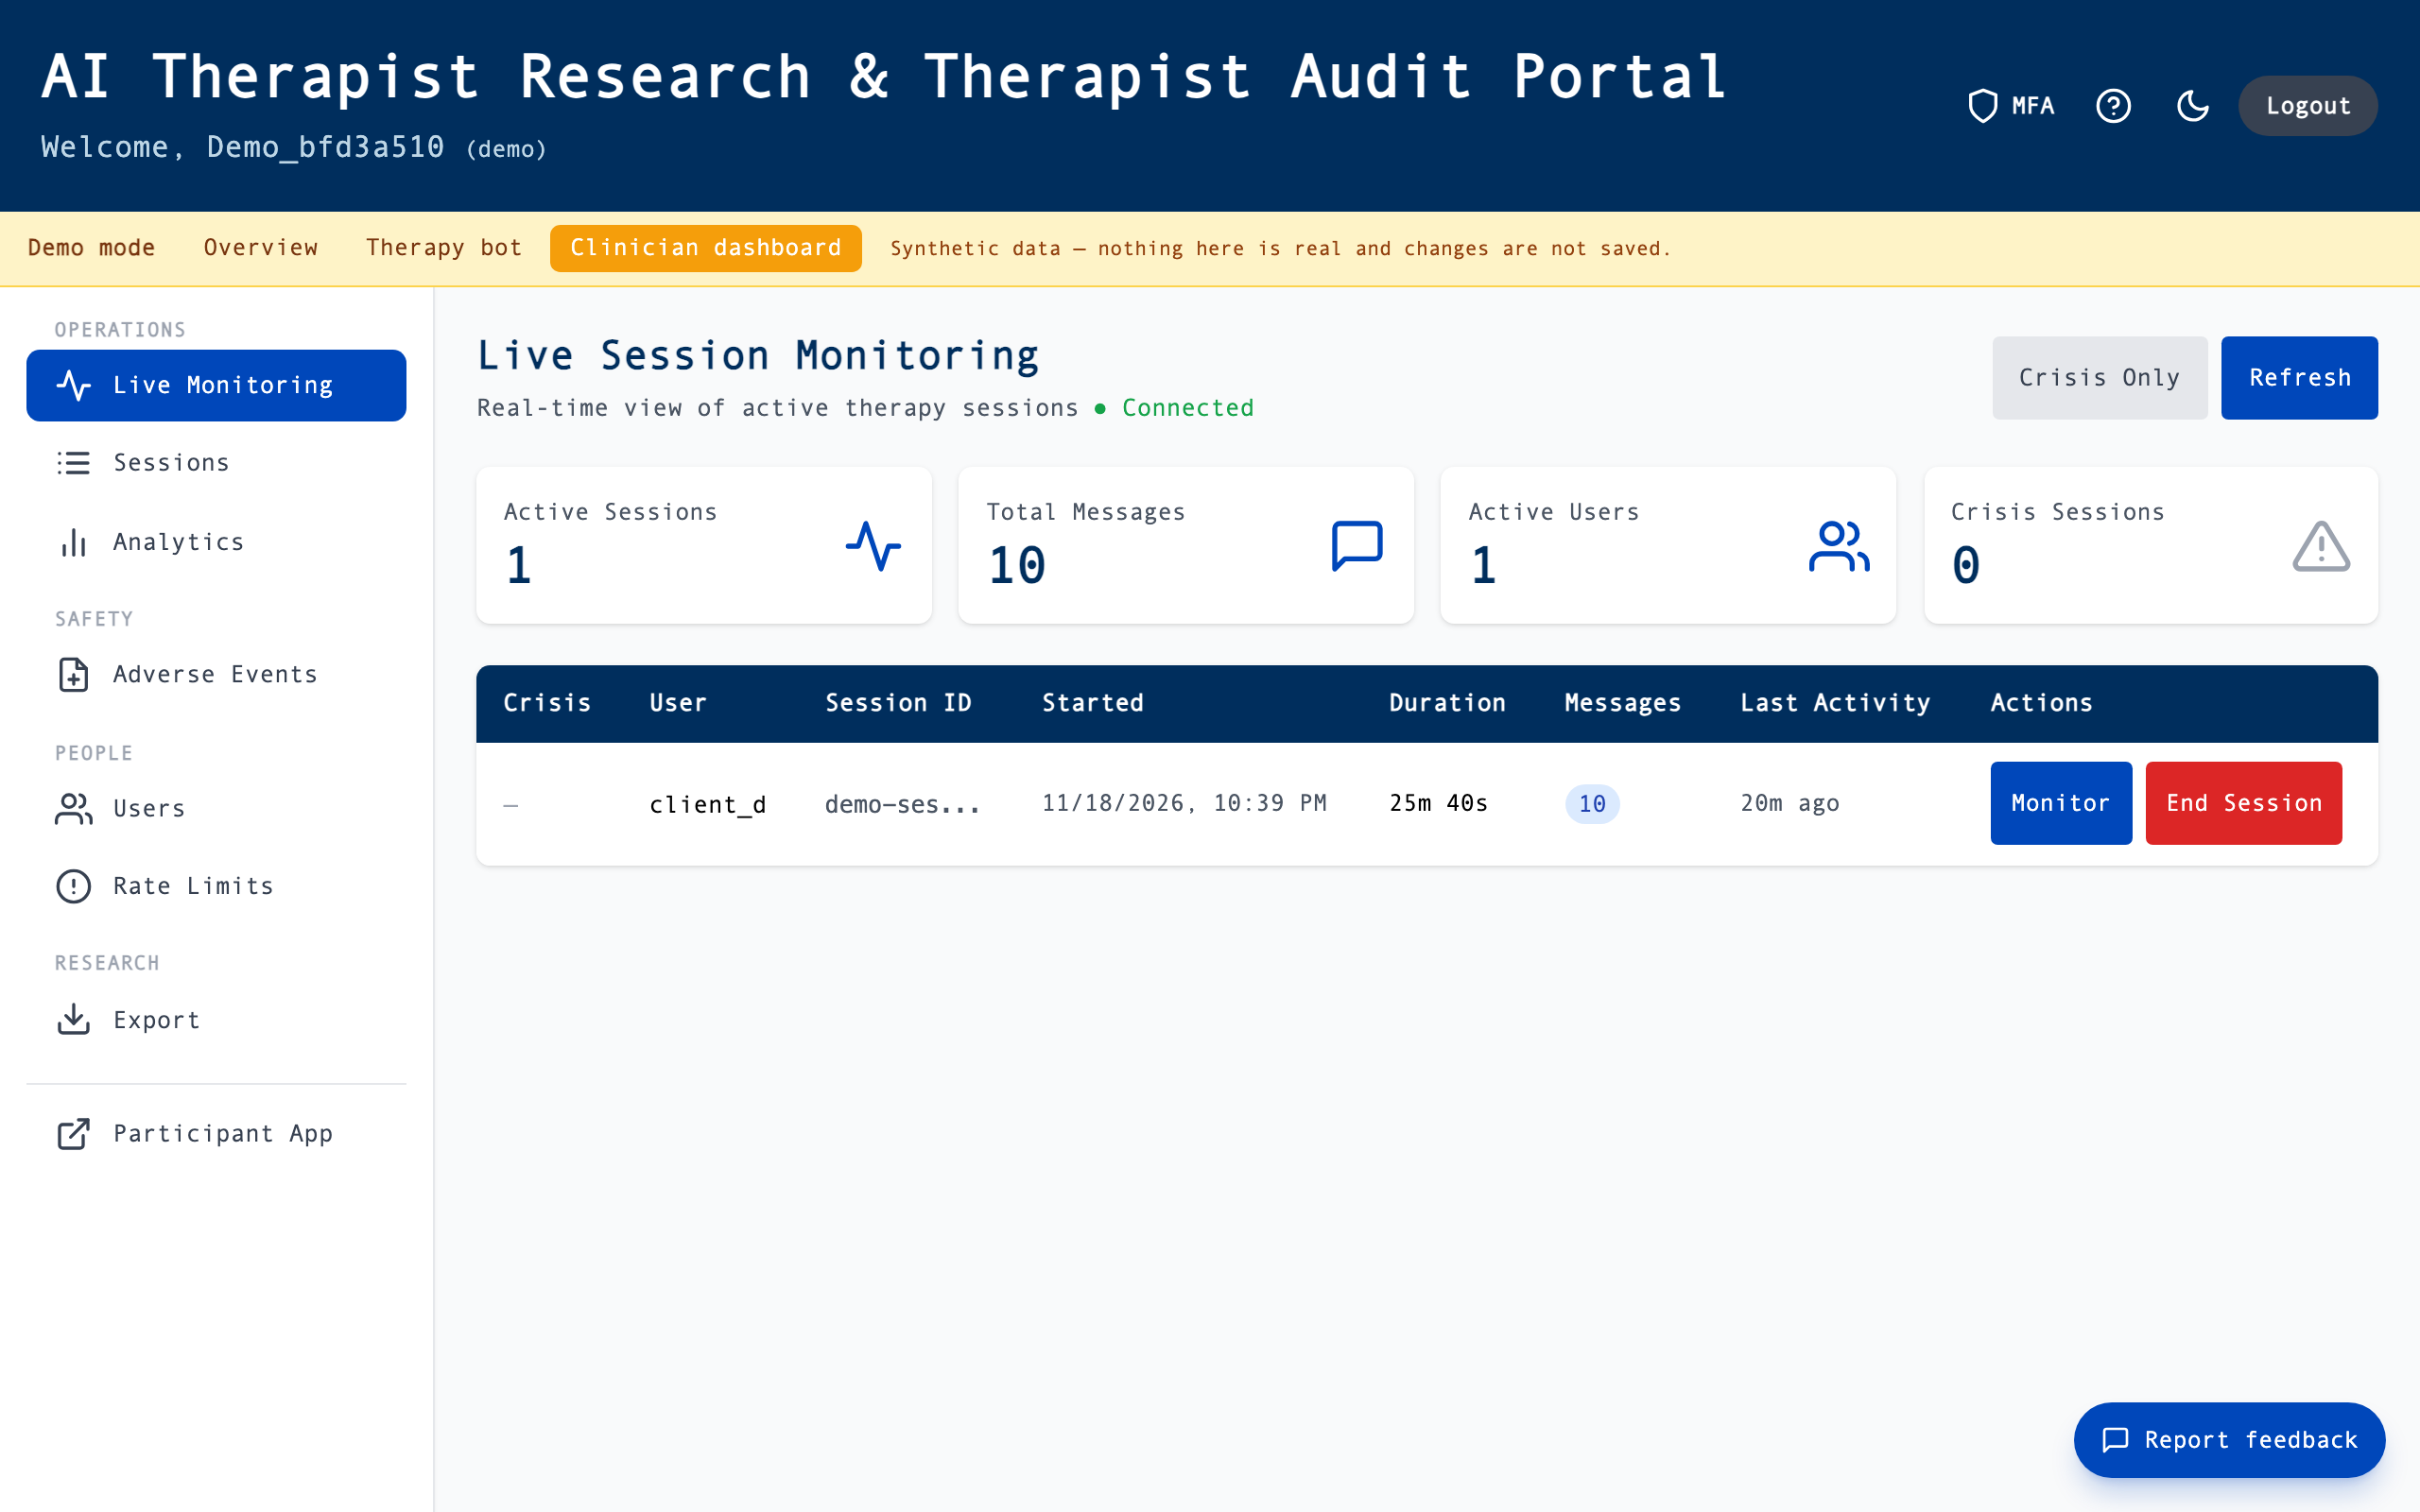 AI Therapist Research & Therapist Audit Portal
Welcome, Demo_bfd3a510 (demo)
MFA
Logout
Demo mode
Overview
Therapy bot
Clinician dashboard
Synthetic data — nothing here is real and changes are not saved.
OPERATIONS
Live Monitoring
Sessions
Analytics
SAFETY
Adverse Events
PEOPLE
Users
Rate Limits
RESEARCH
Export
Participant App
Live Session Monitoring
Real-time view of active therapy sessions ● Connected
Crisis Only
Refresh
Active Sessions
1
Total Messages
10
Active Users
1
Crisis Sessions
0
Crisis User Session ID Started Duration Messages Last Activity Actions
— client_d demo-ses... 11/18/2026, 10:39 PM 25m 40s 10 20m ago Monitor End Session
Report feedback